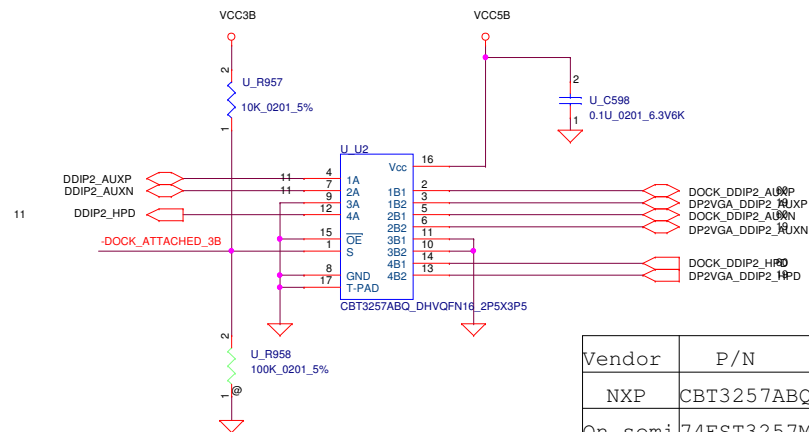 VCC3B
VCC5B
2
U_R957
10K_0201_5%
1
2
U_C598
0.1U_0201_6.3V6K
1
U_U2
DDIP2_AUXP
11
4
1A
Vcc
16
DDIP2_AUXN
11
7
2A
1B1
2
DOCK_DDIP2_AUXP
9
3A
1B2
3
DP2VGA_DDIP2_AUXP
11
DDIP2_HPD
12
4A
2B1
5
DOCK_DDIP2_AUXN
2B2
6
DP2VGA_DDIP2_AUXN
15
OE
3B1
11
-DOCK_ATTACHED_3B
1
S
3B2
10
4B1
14
DOCK_DDIP2_HPD
8
GND
4B2
13
DP2VGA_DDIP2_HPD
17
T-PAD
CBT3257ABQ_DHVQFN16_2P5X3P5
2
U_R958
100K_0201_5%
1
@
Vendor P/N
NXP CBT3257ABQ